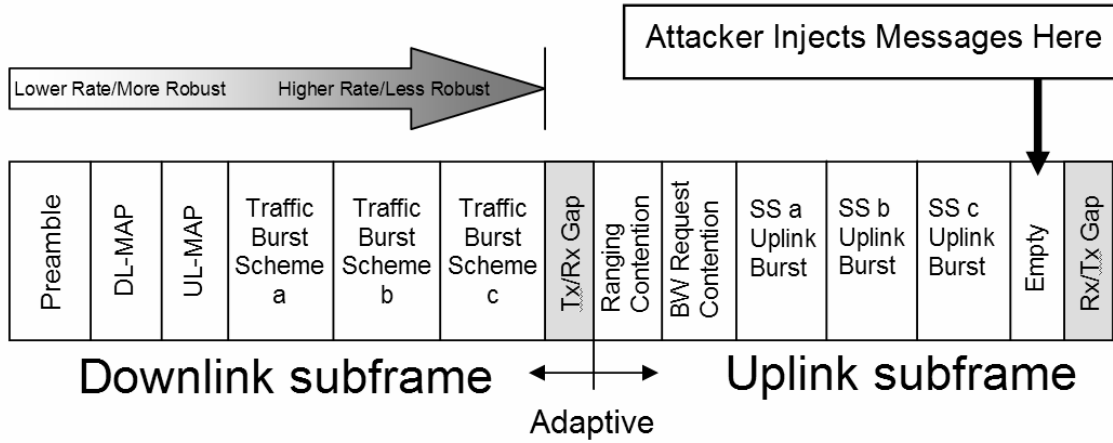 Attacker Injects Messages Here
Lower Rate/More Robust
Higher Rate/Less Robust
Preamble
DL-MAP
UL-MAP
Traffic
Burst
Scheme
a
Traffic
Burst
Scheme
b
Traffic
Burst
Scheme
c
Tx/Rx Gap
Ranging
Contention
BW Request
Contention
SS a
Uplink
Burst
SS b
Uplink
Burst
SS c
Uplink
Burst
Empty
Rx/Tx Gap
Downlink subframe
Uplink subframe
Adaptive